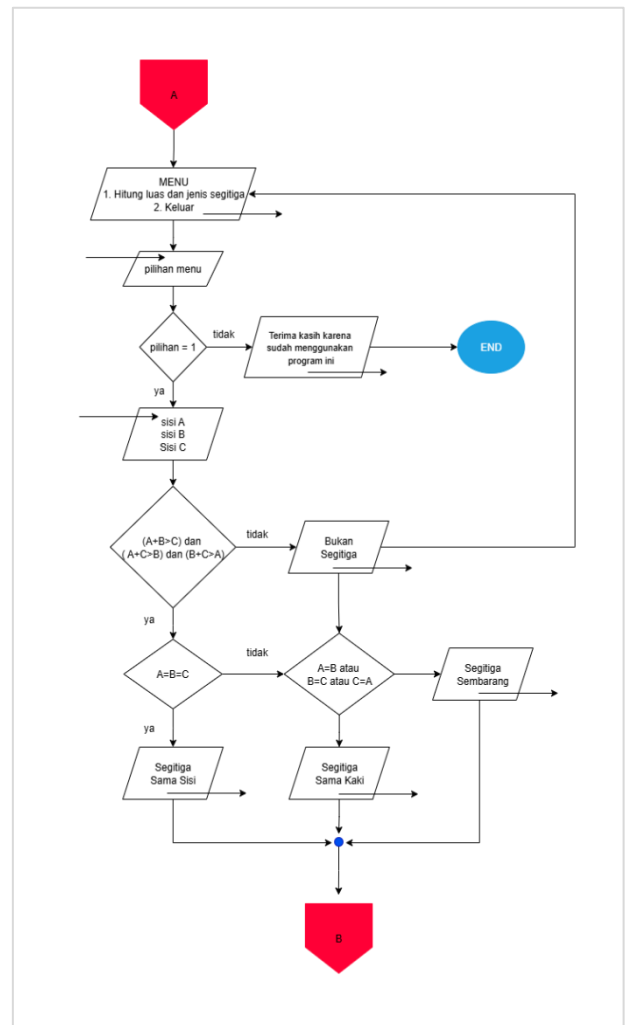 A
MENU
1. Hitung luas dan jenis segitiga
2. Keluar
pilihan menu
pilihan = 1
tidak
Terima kasih karena
sudah menggunakan
program ini
END
ya
sisi A
sisi B
Sisi C
(A+B>C) dan
( A+C>B) dan (B+C>A)
tidak
Bukan
Segitiga
ya
A=B=C
tidak
A=B atau
B=C atau C=A
Segitiga
Sembarang
ya
Segitiga
Sama Sisi
Segitiga
Sama Kaki
B